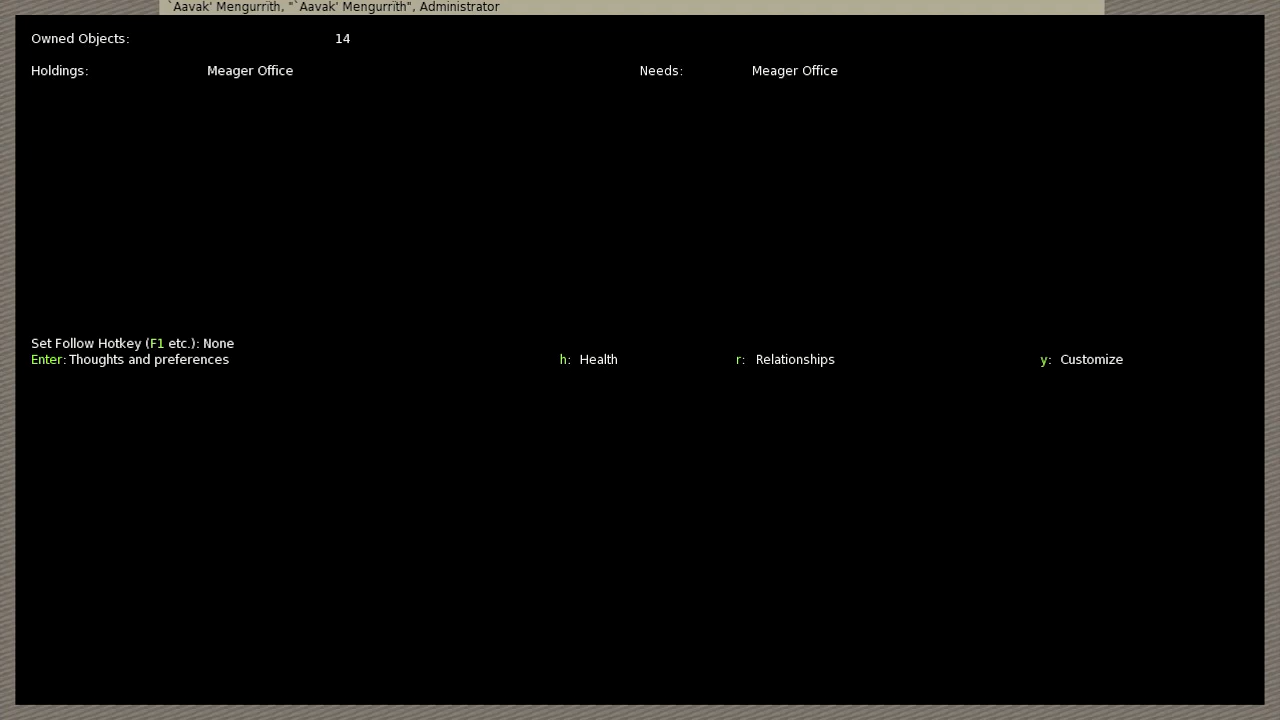 `Aavak' Mengurrith, "`Aavak' Mengurrith", Administrator
Owned Objects: 14
Holdings: Meager Office Needs: Meager Office
Set Follow Hotkey (F1 etc.): None
Enter: Thoughts and preferences h: Health r: Relationships y: Customize